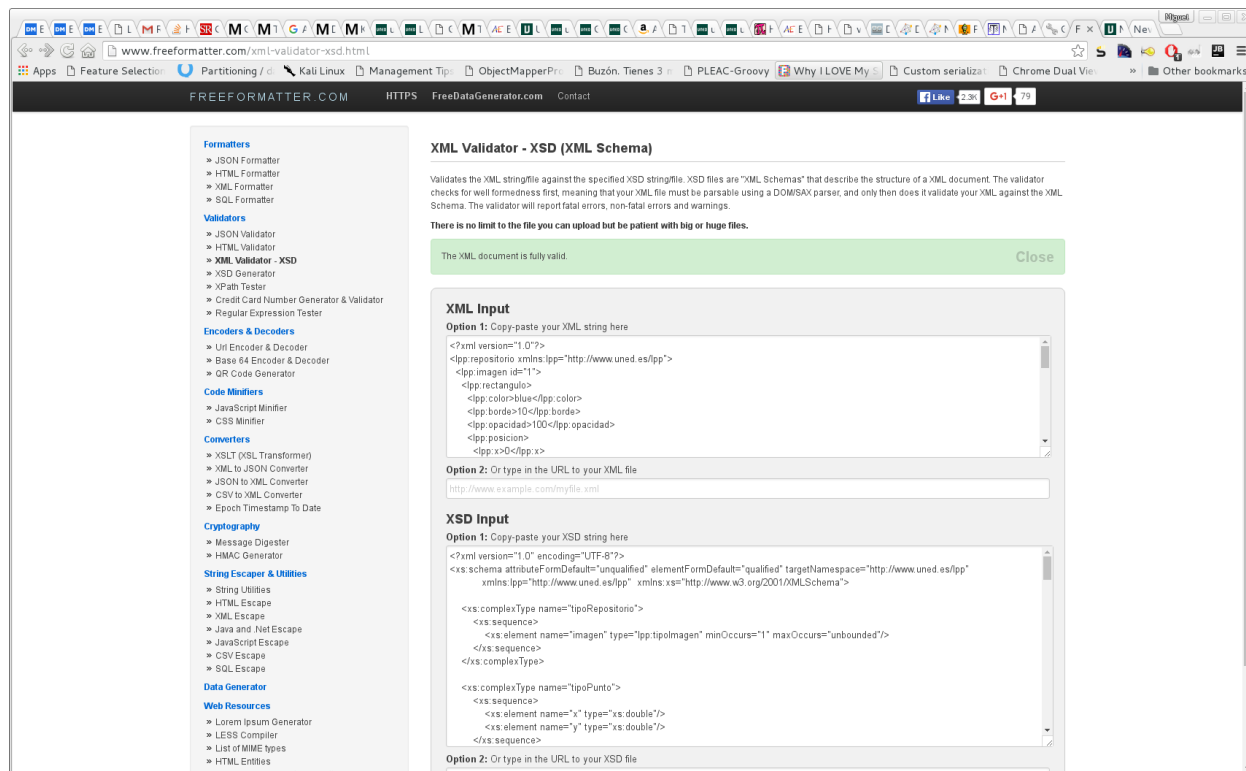 Miguel
www.freeformatter.com/xml-validator-xsd.html
Apps Feature Selection Partitioning / d Kali Linux Management Tips ObjectMapperPro Buzón. Tienes 3 PLEAC-Groovy Why I LOVE My S Custom serializat Chrome Dual Vie » Other bookmarks
FREEFORMATTER.COM HTTPS FreeDataGenerator.com Contact Like 2.3K G+1 79
Formatters
» JSON Formatter
» HTML Formatter
» XML Formatter
» SQL Formatter
Validators
» JSON Validator
» HTML Validator
» XML Validator - XSD
» XSD Generator
» XPath Tester
» Credit Card Number Generator & Validator
» Regular Expression Tester
Encoders & Decoders
» Url Encoder & Decoder
» Base 64 Encoder & Decoder
» QR Code Generator
Code Minifiers
» JavaScript Minifier
» CSS Minifier
Converters
» XSLT (XSL Transformer)
» XML to JSON Converter
» JSON to XML Converter
» CSV to XML Converter
» Epoch Timestamp To Date
Cryptography
» Message Digester
» HMAC Generator
String Escaper & Utilities
» String Utilities
» HTML Escape
» XML Escape
» Java and .Net Escape
» JavaScript Escape
» CSV Escape
» SQL Escape
Data Generator
Web Resources
» Lorem Ipsum Generator
» LESS Compiler
» List of MIME types
» HTML Entities
XML Validator - XSD (XML Schema)
Validates the XML string/file against the specified XSD string/file. XSD files are "XML Schemas" that describe the structure of a XML document. The validator
checks for well formedness first, meaning that your XML file must be parsable using a DOM/SAX parser, and only then does it validate your XML against the XML
Schema. The validator will report fatal errors, non-fatal errors and warnings.
There is no limit to the file you can upload but be patient with big or huge files.
The XML document is fully valid. Close
XML Input
Option 1: Copy-paste your XML string here
<?xml version="1.0"?>
<lpp:repositorio xmlns:lpp="http://www.uned.es/lpp">
<lpp:imagen id="1">
<lpp:rectangulo>
<lpp:color>blue</lpp:color>
<lpp:borde>10</lpp:borde>
<lpp:opacidad>100</lpp:opacidad>
<lpp:posicion>
<lpp:x>0</lpp:x>
Option 2: Or type in the URL to your XML file
http://www.example.com/myfile.xml
XSD Input
Option 1: Copy-paste your XSD string here
<?xml version="1.0" encoding="UTF-8"?>
<xs:schema attributeFormDefault="unqualified" elementFormDefault="qualified" targetNamespace="http://www.uned.es/lpp"
xmlns:lpp="http://www.uned.es/lpp" xmlns:xs="http://www.w3.org/2001/XMLSchema">
<xs:complexType name="tipoRepositorio">
<xs:sequence>
<xs:element name="imagen" type="lpp:tipoImagen" minOccurs="1" maxOccurs="unbounded"/>
</xs:sequence>
</xs:complexType>
<xs:complexType name="tipoPunto">
<xs:sequence>
<xs:element name="x" type="xs:double"/>
<xs:element name="y" type="xs:double"/>
</xs:sequence>
Option 2: Or type in the URL to your XSD file